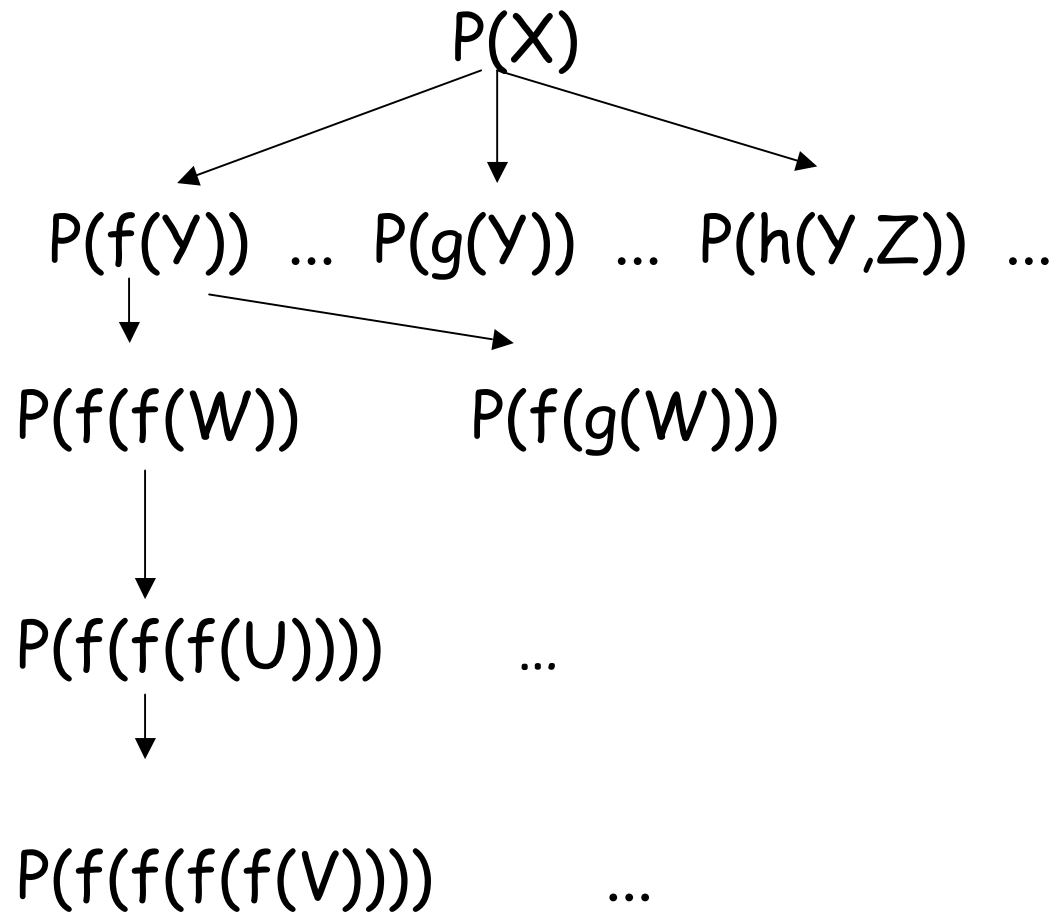 P(X)
P(f(Y)) ... P(g(Y)) ... P(h(Y,Z)) ...
P(f(f(W)) P(f(g(W)))
P(f(f(f(U)))) ...
P(f(f(f(f(V)))) ...